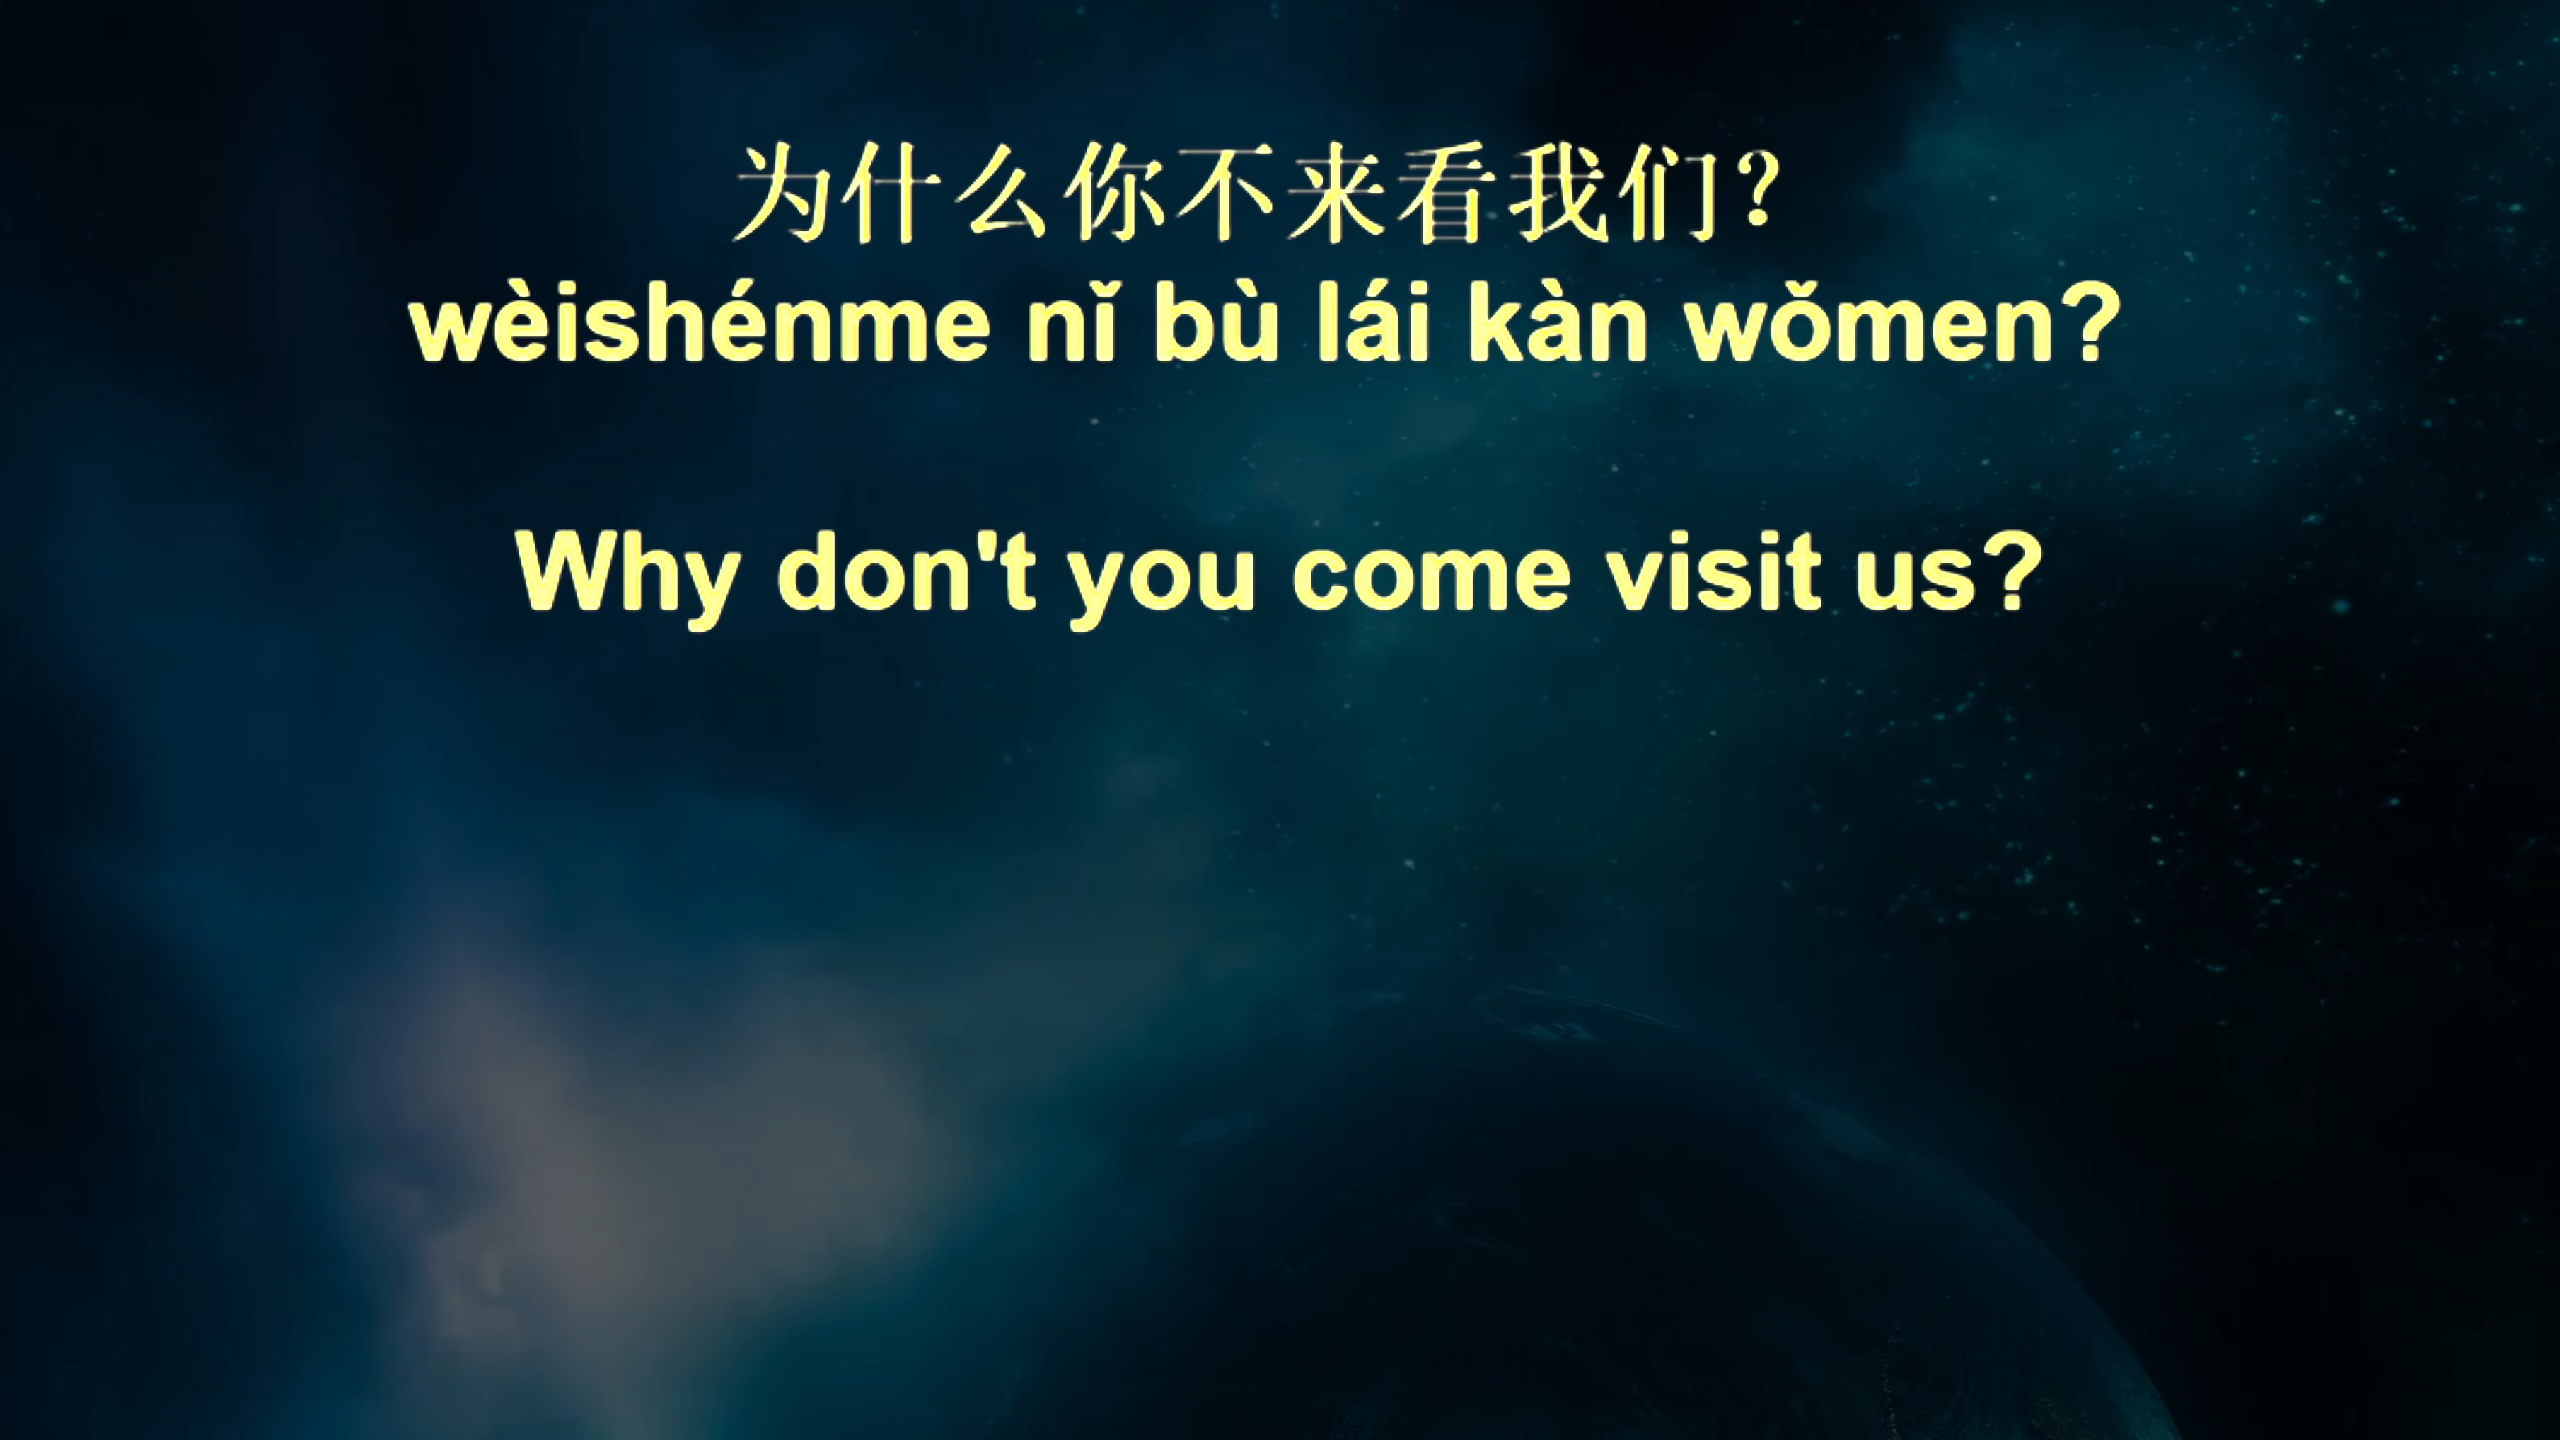 为什么你不来看我们？
wèishénme nǐ bù lái kàn wǒmen?
Why don't you come visit us?